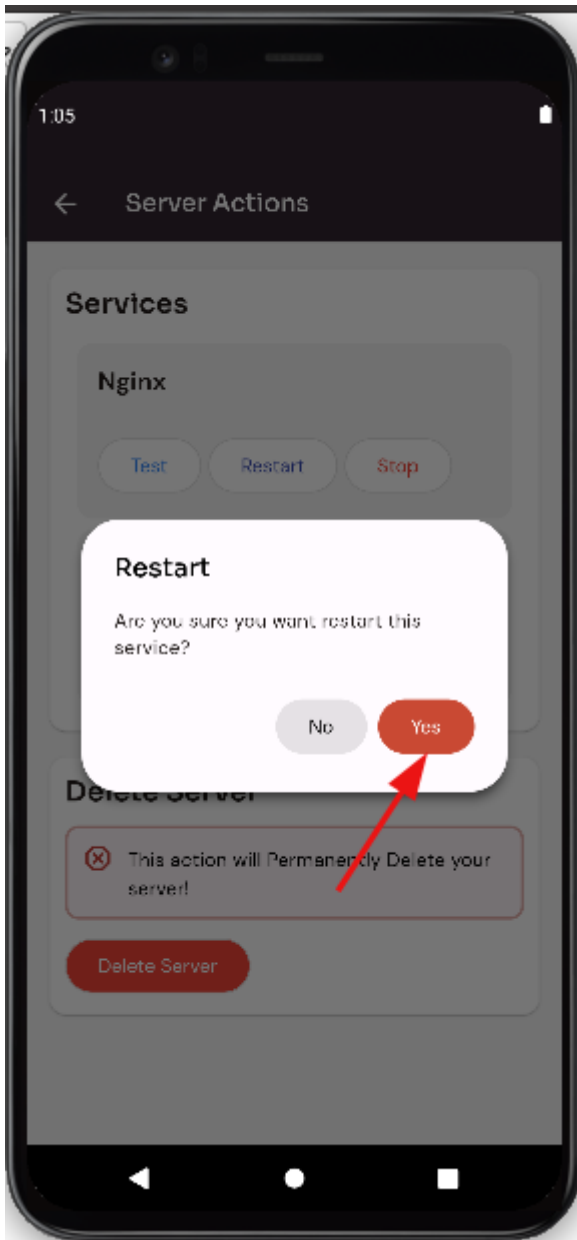 1:05
Server Actions
Services
Nginx
Test Restart Stop
Restart
Are you sure you want restart this
service?
No Yes
Delete Server
This action will Permanently Delete your
server!
Delete Server